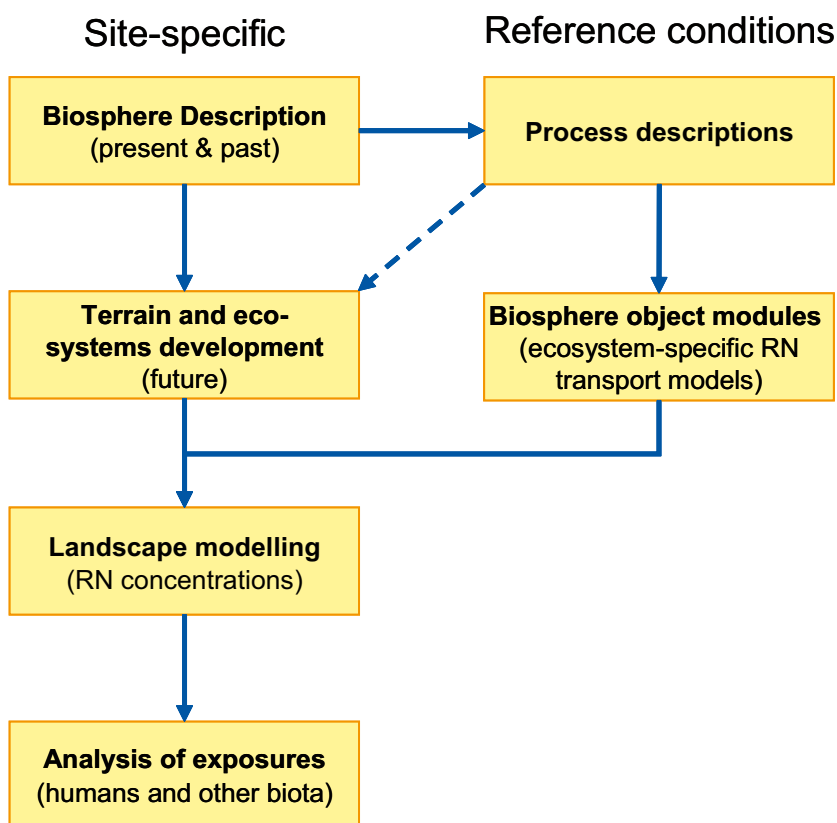 Site-specific
Reference conditions
Biosphere Description
(present & past)
Process descriptions
Terrain and eco-
systems development
(future)
Biosphere object modules
(ecosystem-specific RN
transport models)
Landscape modelling
(RN concentrations)
Analysis of exposures
(humans and other biota)